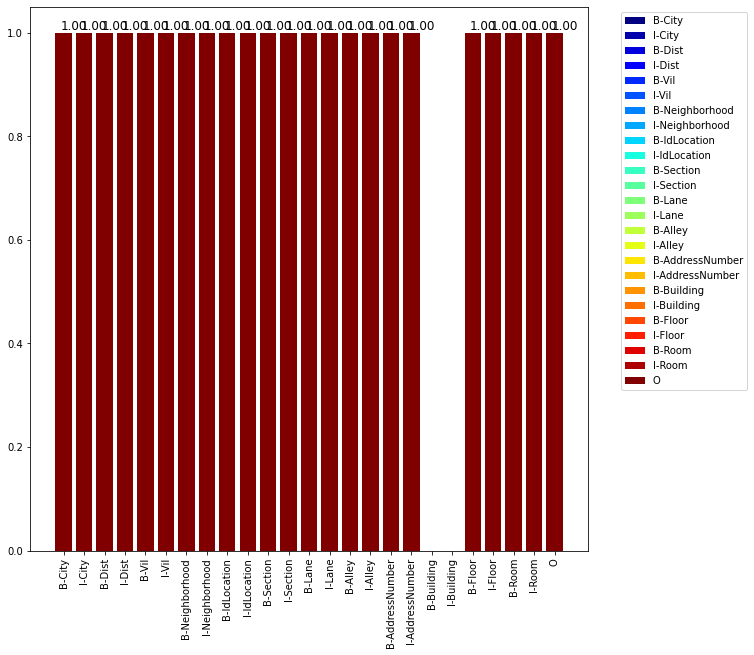 1.00 1.00 1.00 1.00 1.00 1.00 1.00 1.00 1.00 1.00 1.00 1.00 1.00 1.00 1.00 1.00 1.00 1.00 1.00 1.00 1.00 1.00 1.00
1.0
0.8
0.6
0.4
0.2
0.0
B-City
I-City
B-Dist
I-Dist
B-Vil
I-Vil
B-Neighborhood
I-Neighborhood
B-IdLocation
I-IdLocation
B-Section
I-Section
B-Lane
I-Lane
B-Alley
I-Alley
B-AddressNumber
I-AddressNumber
B-Building
I-Building
B-Floor
I-Floor
B-Room
I-Room
O
B-City
I-City
B-Dist
I-Dist
B-Vil
I-Vil
B-Neighborhood
I-Neighborhood
B-IdLocation
I-IdLocation
B-Section
I-Section
B-Lane
I-Lane
B-Alley
I-Alley
B-AddressNumber
I-AddressNumber
B-Building
I-Building
B-Floor
I-Floor
B-Room
I-Room
O